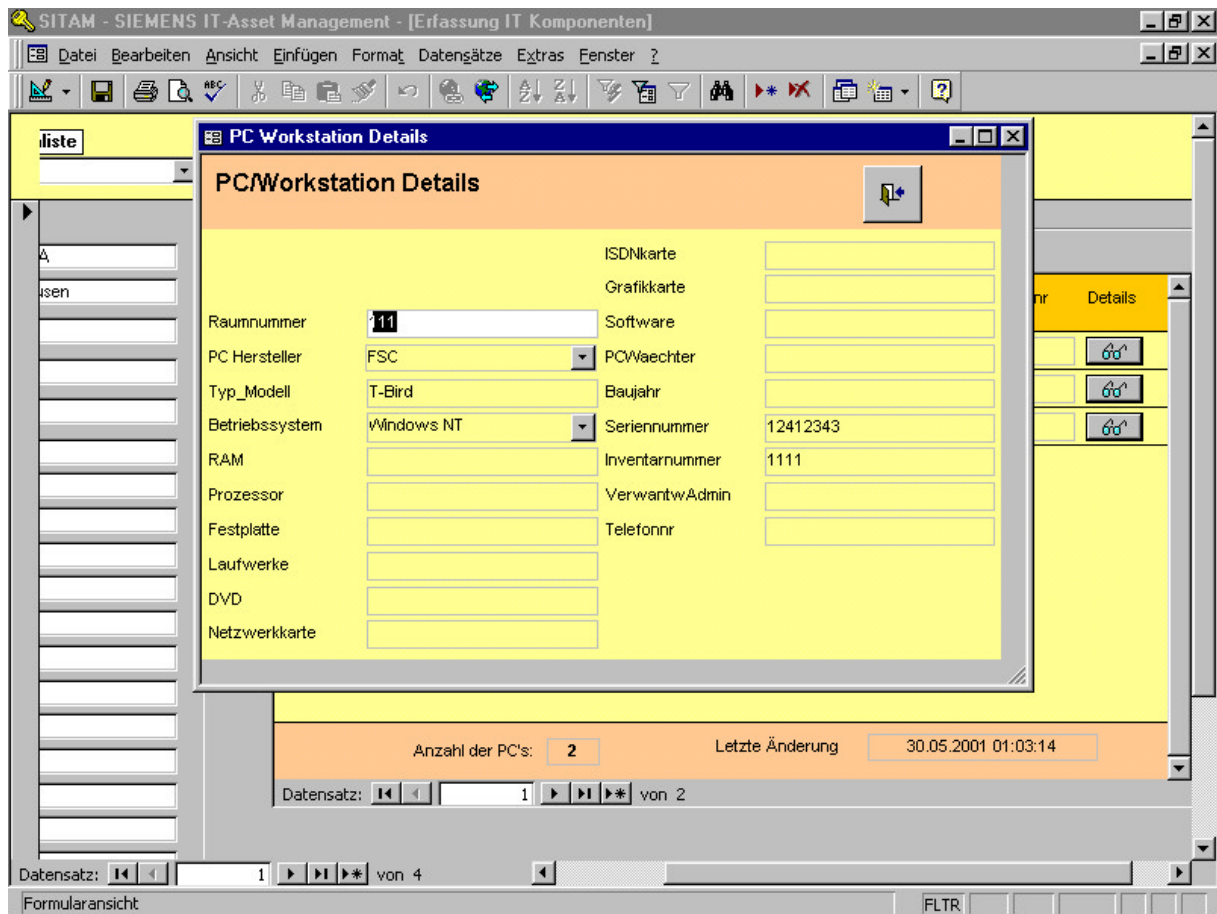 SITAM - SIEMENS IT-Asset Management - [Erfassung IT Komponenten]
Datei Bearbeiten Ansicht Einfügen Format Datensätze Extras Fenster ?
PC Workstation Details
PC/Workstation Details
Raumnummer 111
PC Hersteller FSC
Typ_Modell T-Bird
Betriebssystem Windows NT
RAM
Prozessor
Festplatte
Laufwerke
DVD
Netzwerkkarte
ISDNkarte
Grafikkarte
Software
PCWaechter
Baujahr
Seriennummer 12412343
Inventarnummer 1111
VerwantwAdmin
Telefonnr
nr Details
Anzahl der PC's: 2 Letzte Änderung 30.05.2001 01:03:14
Datensatz: 1 von 2
Datensatz: 1 von 4
Formularansicht FLTR